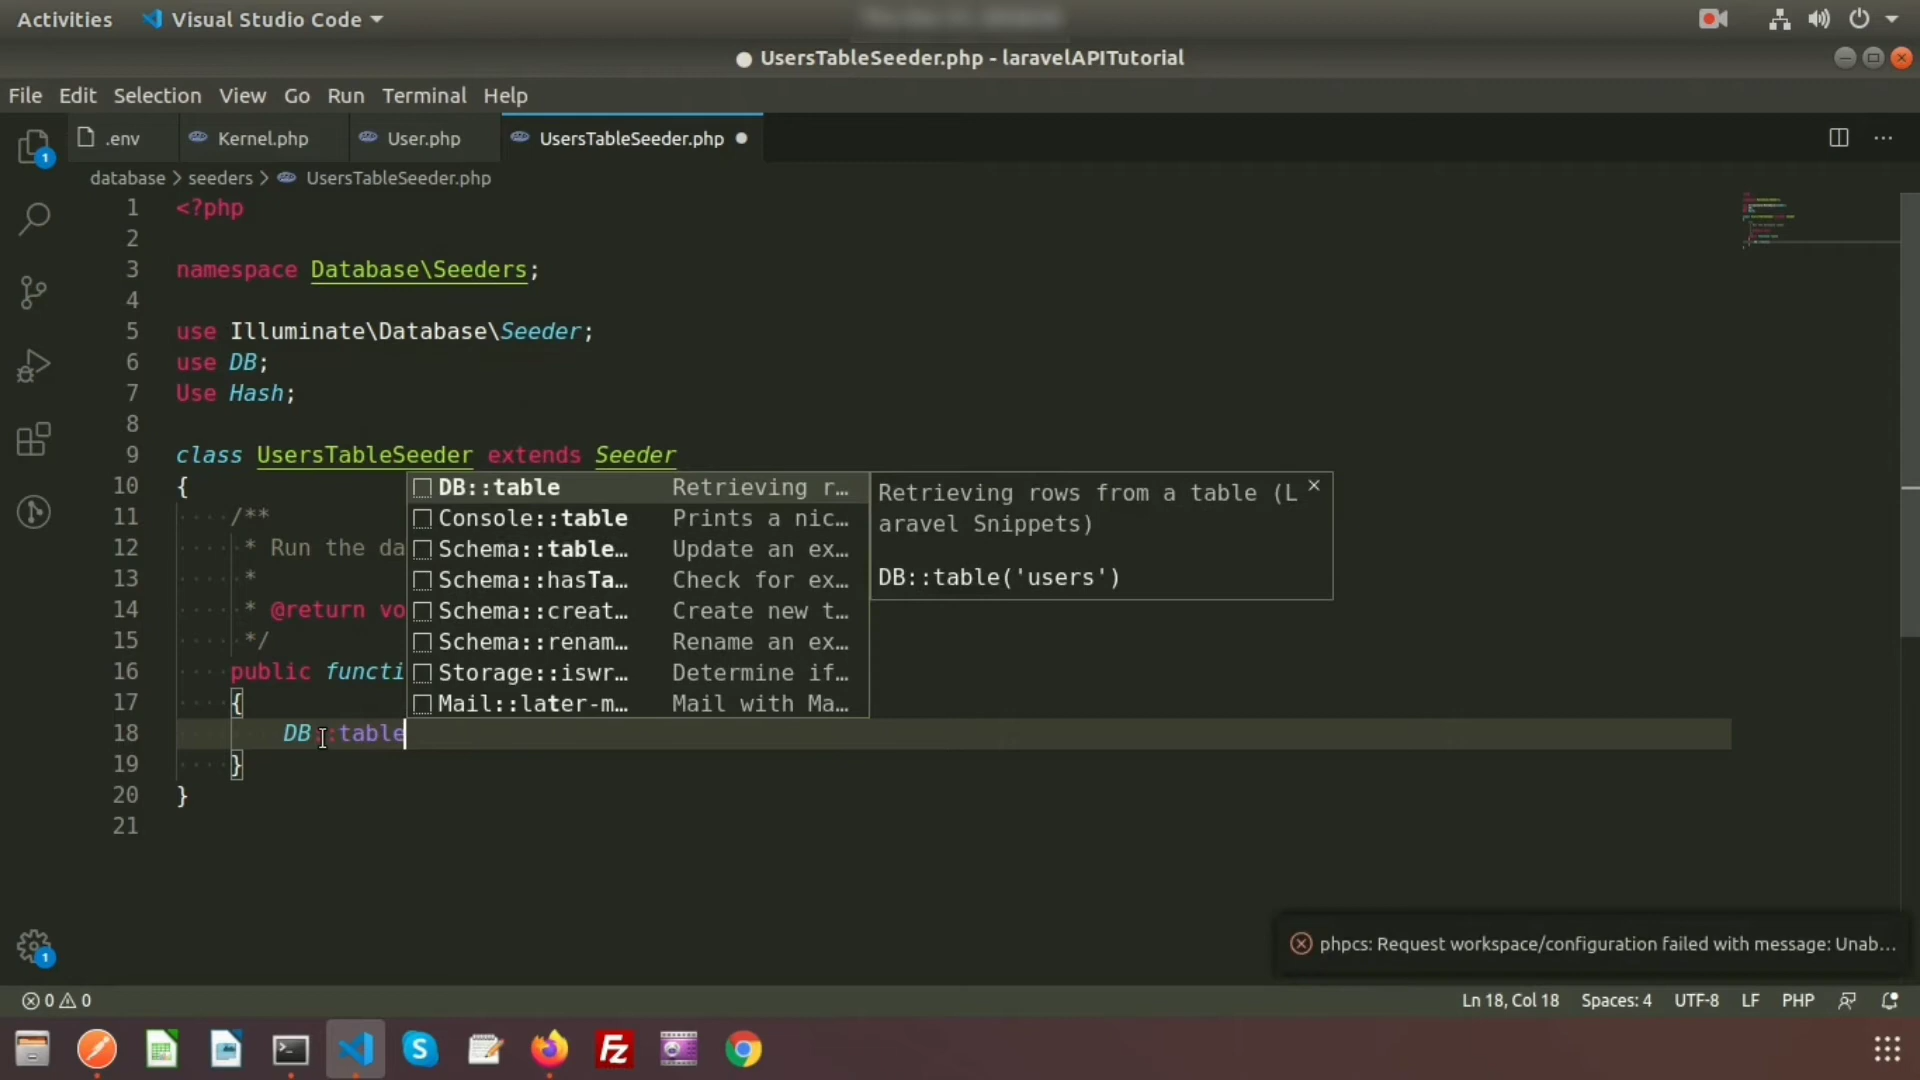 Activities Visual Studio Code
UsersTableSeeder.php - laravelAPITutorial
File Edit Selection View Go Run Terminal Help
.env Kernel.php User.php UsersTableSeeder.php
database > seeders > UsersTableSeeder.php
1 <?php
2
3 namespace Database\Seeders;
4
5 use Illuminate\Database\Seeder;
6 use DB;
7 Use Hash;
8
9 class UsersTableSeeder extends Seeder
10 {
11 /**
12 * Run the da
13 *
14 * @return vo
15 */
16 public functi
17 {
18 DB::table
19 }
20 }
21
DB::table Retrieving r...
Console::table Prints a nic...
Schema::table... Update an ex...
Schema::hasTa... Check for ex...
Schema::creat... Create new t...
Schema::renam... Rename an ex...
Storage::iswr... Determine if...
Mail::later-m... Mail with Ma...
Retrieving rows from a table (L
aravel Snippets)
DB::table('users')
phpcs: Request workspace/configuration failed with message: Unab...
0 0 Ln 18, Col 18 Spaces: 4 UTF-8 LF PHP
1
1
S
Fz